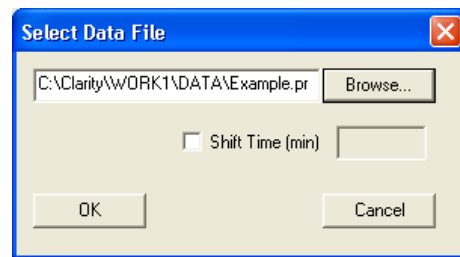 Select Data File
C:\Clarity\WORK1\DATA\Example.pr Browse...
Shift Time (min)
OK Cancel